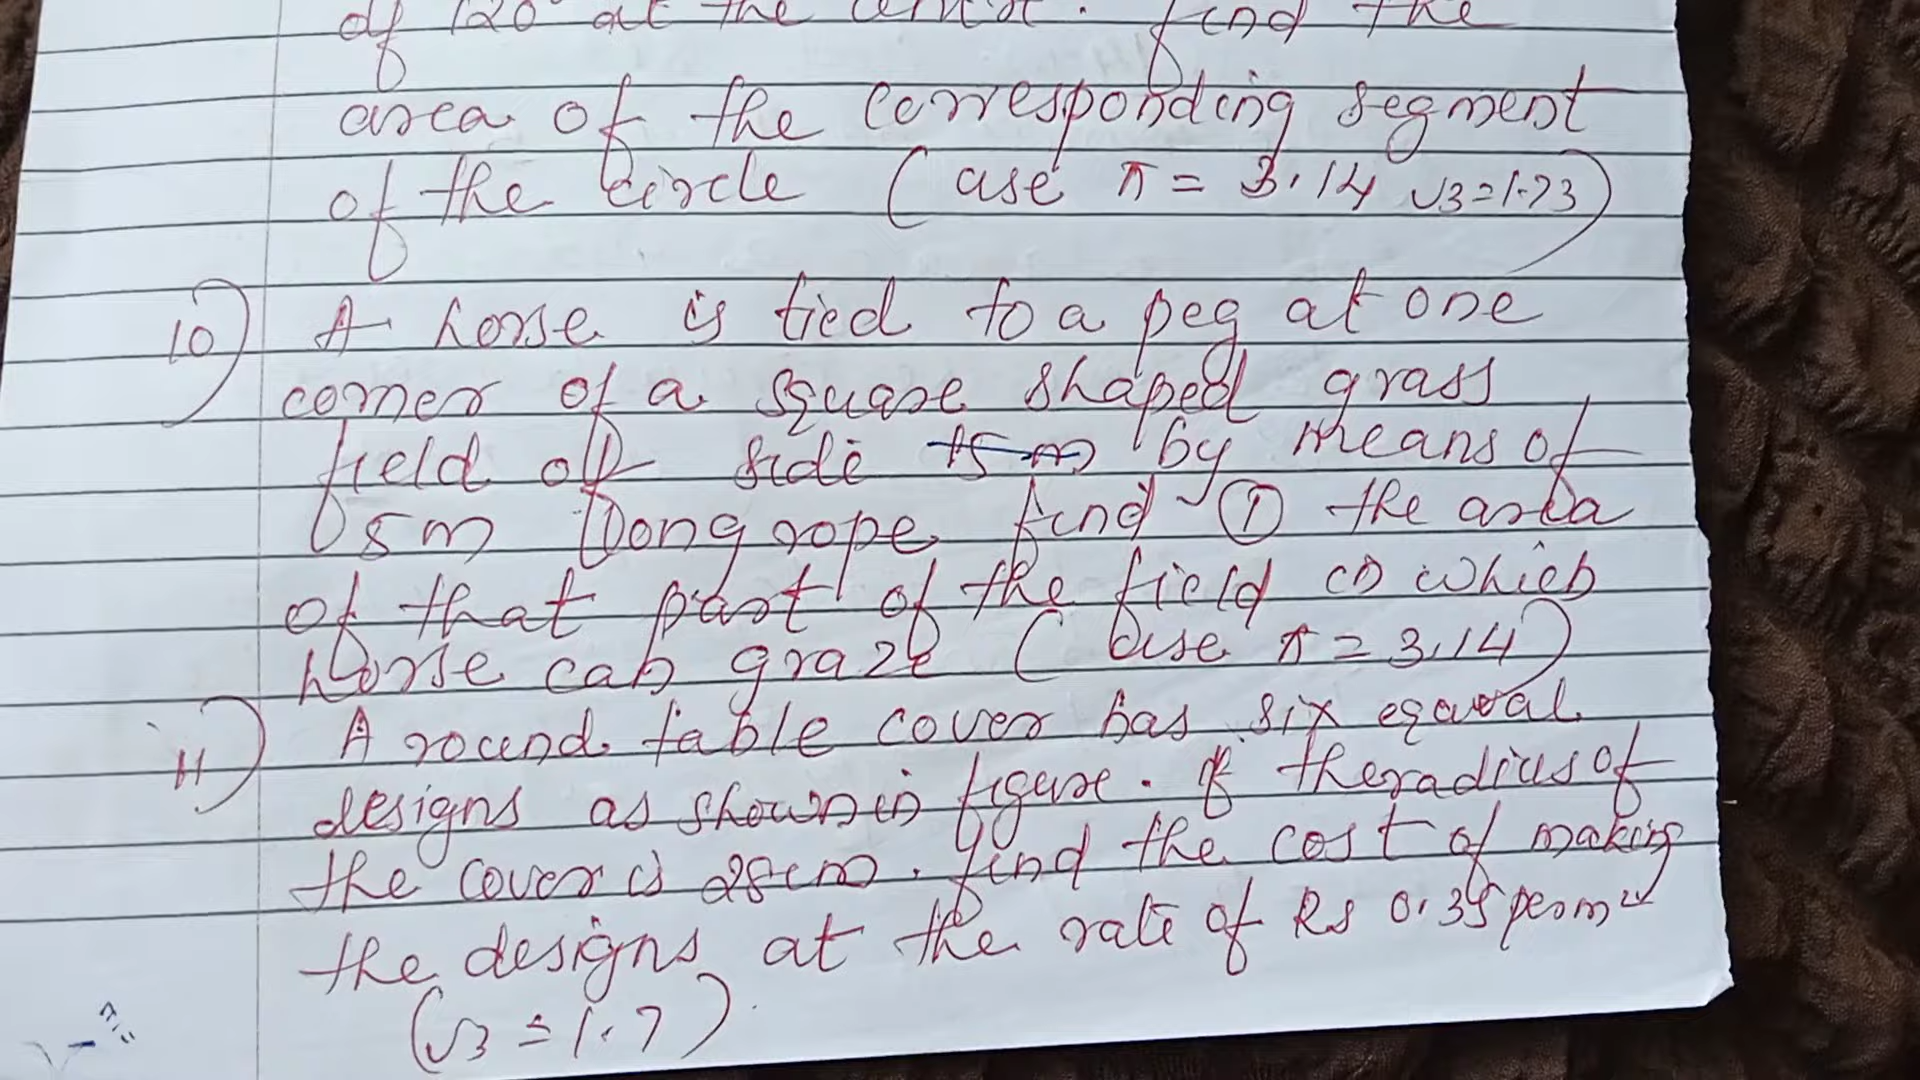 of 120° at the centre. find the
area of the corresponding segment
of the circle (use π = 3.14 √3=1.73)
10) A horse is tied to a peg at one
corner of a square shaped grass
field of side 15m by means of
5m long rope find ① the area
of that part of the field in which
horse can graze (use π = 3.14)
11) A round table cover has six equal
designs as shown in figure. If the radius of
the cover is 28cm. find the cost of making
the designs at the rate of Rs 0.35 per m²
(√3 = 1.7)